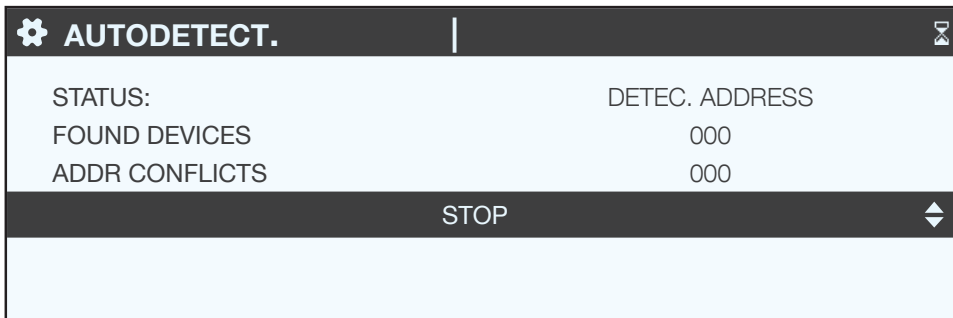 AUTODETECT.
STATUS: DETEC. ADDRESS
FOUND DEVICES 000
ADDR CONFLICTS 000
STOP